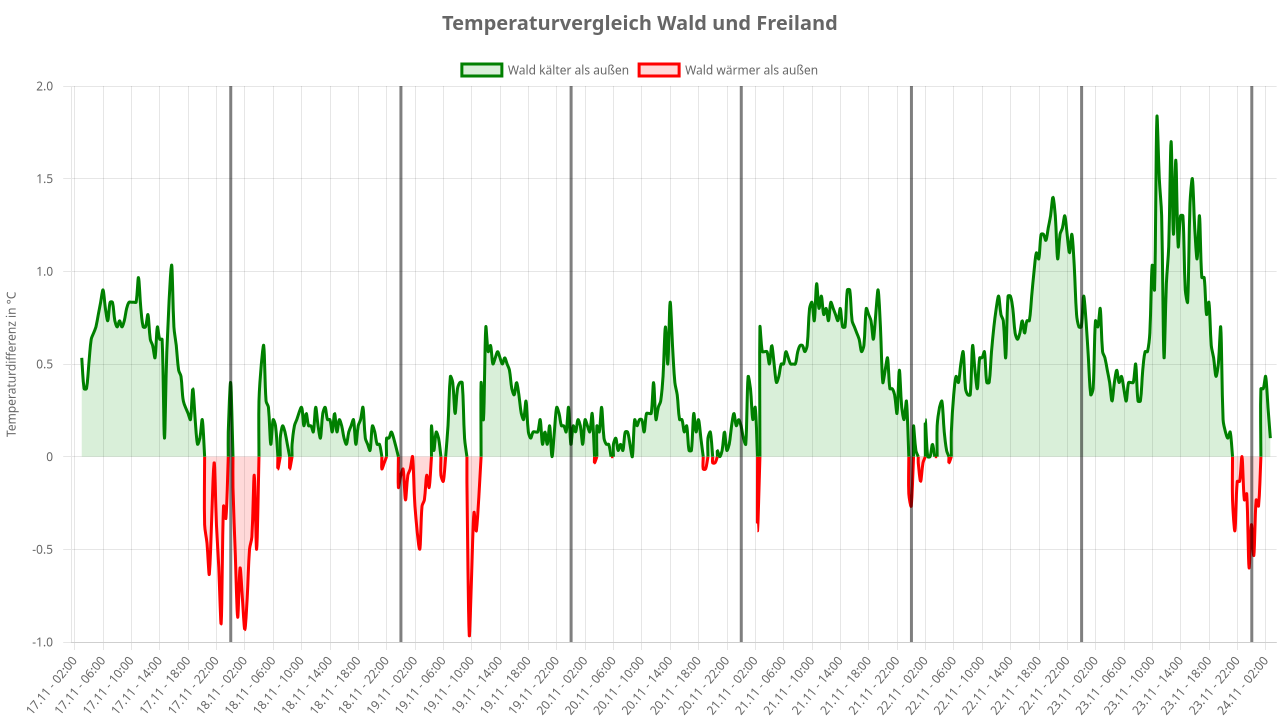 Temperaturvergleich Wald und Freiland
Wald kälter als außen
Wald wärmer als außen
Temperaturdifferenz in °C
2.0
1.5
1.0
0.5
0
-0.5
-1.0
17.11 - 02:00
17.11 - 06:00
17.11 - 10:00
17.11 - 14:00
17.11 - 18:00
17.11 - 22:00
18.11 - 02:00
18.11 - 06:00
18.11 - 10:00
18.11 - 14:00
18.11 - 18:00
18.11 - 22:00
19.11 - 02:00
19.11 - 06:00
19.11 - 10:00
19.11 - 14:00
19.11 - 18:00
19.11 - 22:00
20.11 - 02:00
20.11 - 06:00
20.11 - 10:00
20.11 - 14:00
20.11 - 18:00
20.11 - 22:00
21.11 - 02:00
21.11 - 06:00
21.11 - 10:00
21.11 - 14:00
21.11 - 18:00
21.11 - 22:00
22.11 - 02:00
22.11 - 06:00
22.11 - 10:00
22.11 - 14:00
22.11 - 18:00
22.11 - 22:00
23.11 - 02:00
23.11 - 06:00
23.11 - 10:00
23.11 - 14:00
23.11 - 18:00
23.11 - 22:00
24.11 - 02:00